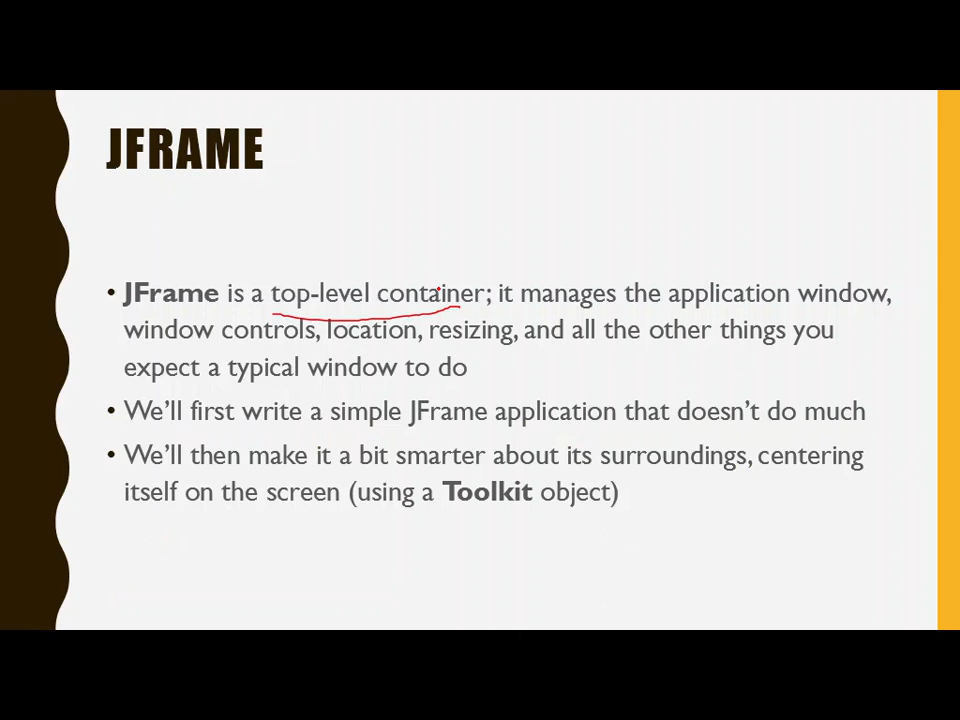 JFRAME
• JFrame is a top-level container; it manages the application window,
window controls, location, resizing, and all the other things you
expect a typical window to do
• We’ll first write a simple JFrame application that doesn’t do much
• We’ll then make it a bit smarter about its surroundings, centering
itself on the screen (using a Toolkit object)